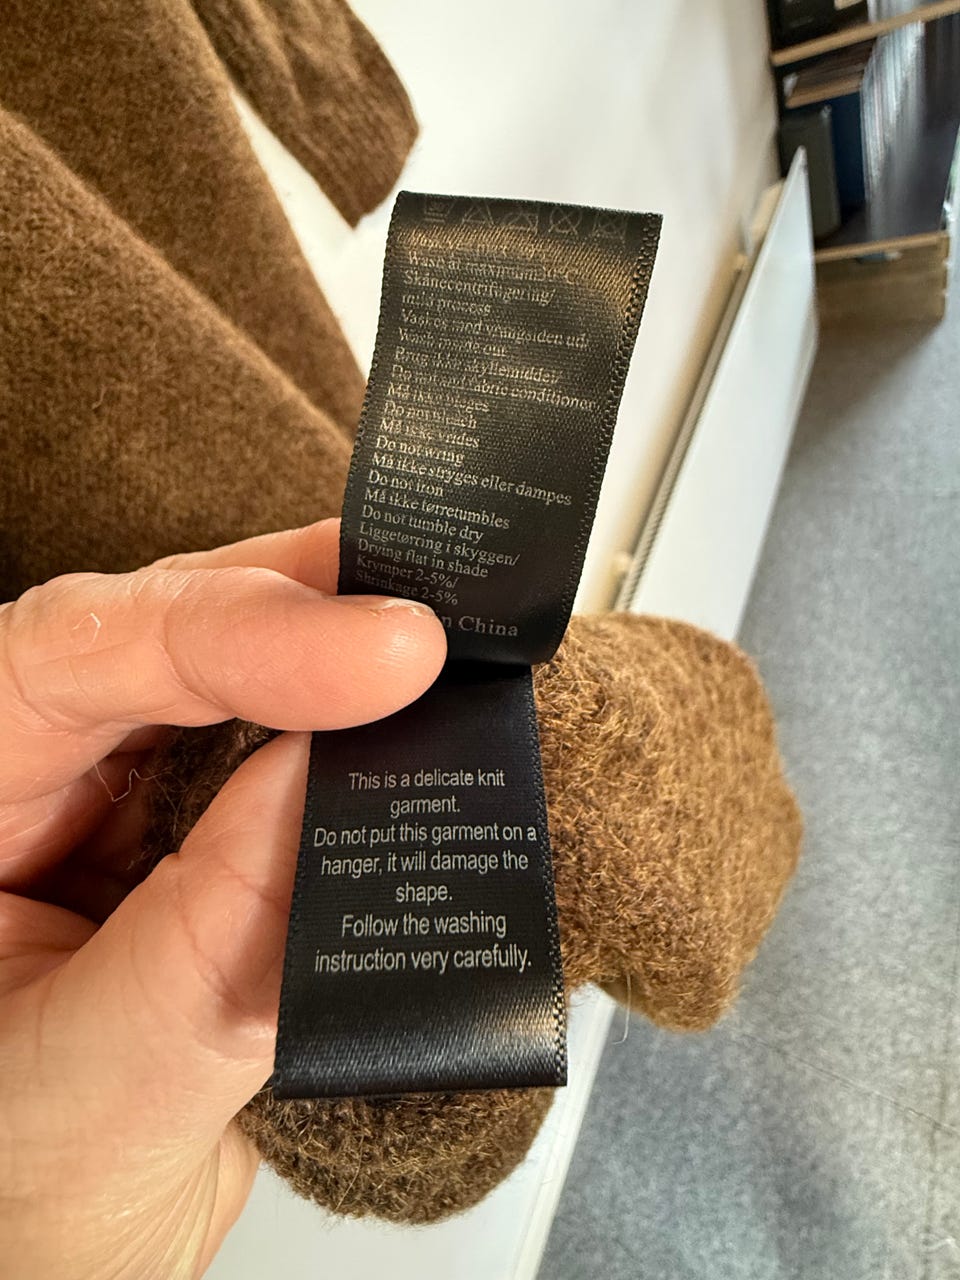 Wash at maximum 30°C/
Skånecentrifugering/
mild process
Vaskes med vrangsiden ud/
Wash inside out
Brug ikke skyllemiddel/
Do not use fabric conditioner
Må ikke bleges
Do not bleach
Må ikke vrides
Do not wring
Må ikke stryges eller dampes
Do not iron
Må ikke tørretumbles
Do not tumble dry
Liggetørring i skyggen/
Drying flat in shade
Krymper 2-5%/
Shrinkage 2-5%
China
This is a delicate knit
garment.
Do not put this garment on a
hanger, it will damage the
shape.
Follow the washing
instruction very carefully.